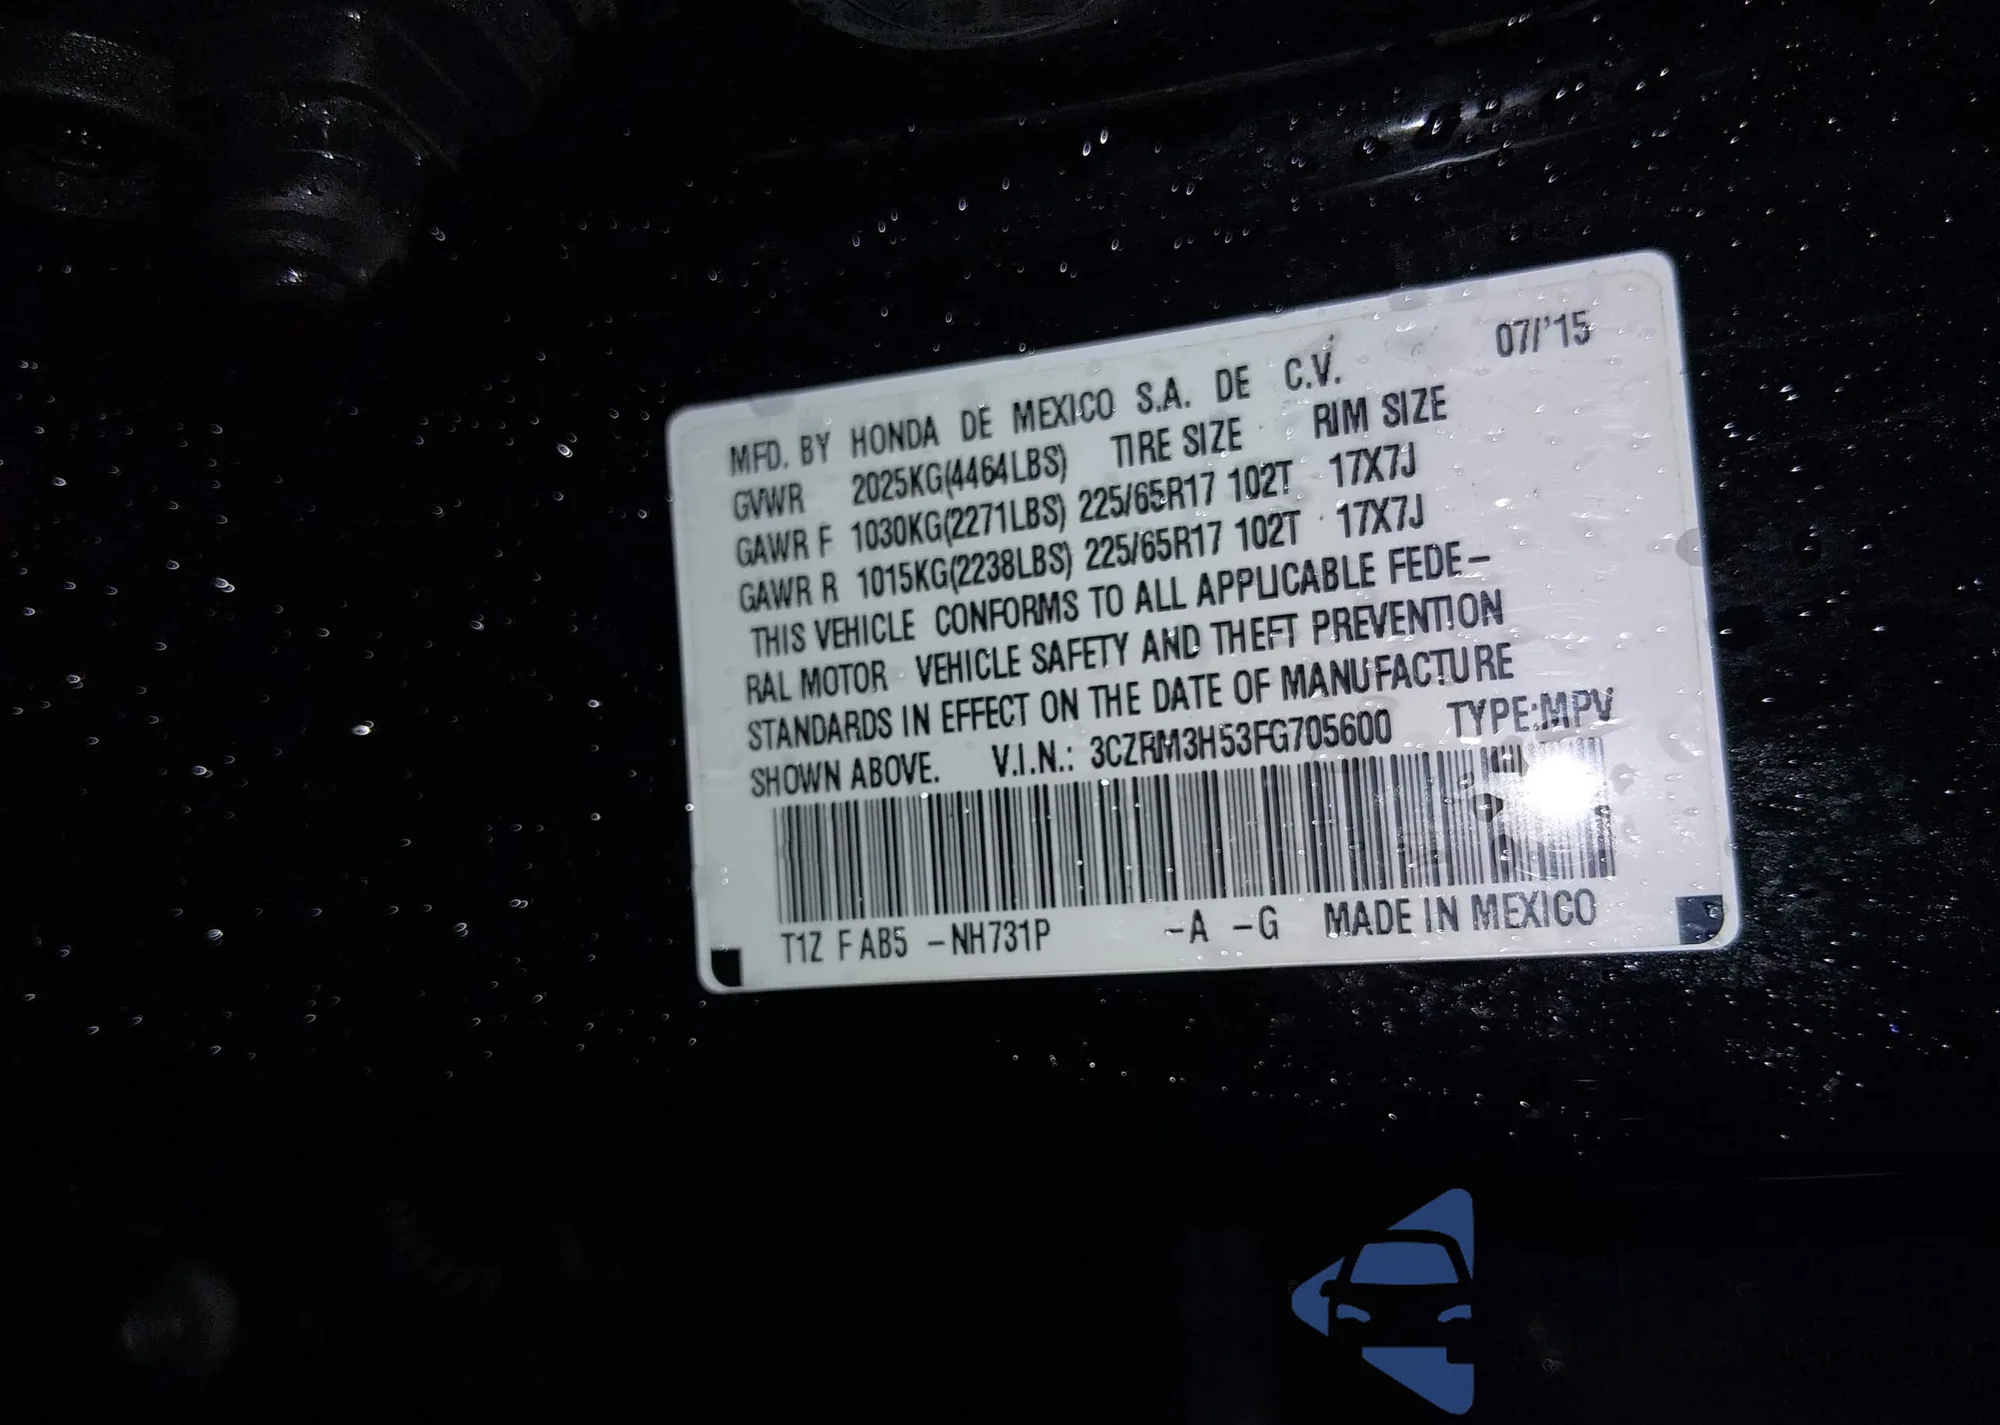 07/'15
MFD. BY HONDA DE MEXICO S.A. DE C.V.
GVWR 2025KG(4464LBS) TIRE SIZE RIM SIZE
GAWR F 1030KG(2271LBS) 225/65R17 102T 17X7J
GAWR R 1015KG(2238LBS) 225/65R17 102T 17X7J
THIS VEHICLE CONFORMS TO ALL APPLICABLE FEDE-
RAL MOTOR VEHICLE SAFETY AND THEFT PREVENTION
STANDARDS IN EFFECT ON THE DATE OF MANUFACTURE
SHOWN ABOVE. V.I.N.: 3CZRM3H53FG705600 TYPE:MPV
T1Z F AB5 -NH731P -A -G MADE IN MEXICO